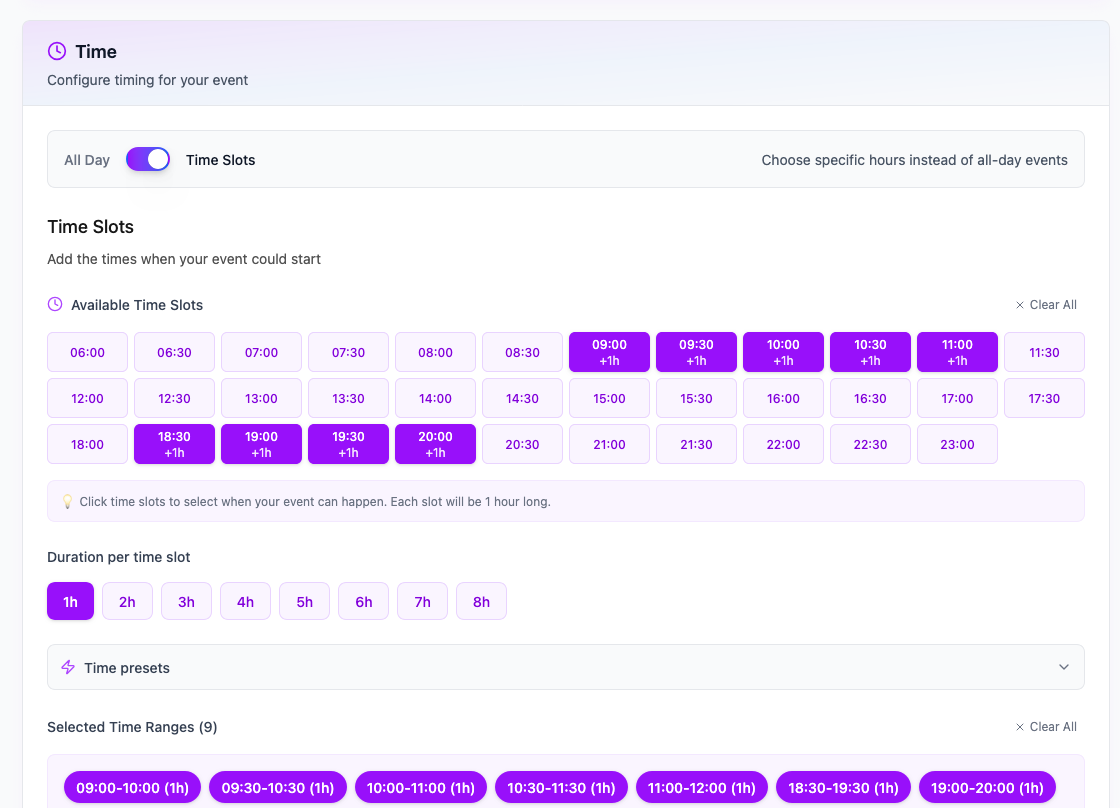 Time
Configure timing for your event
All Day Time Slots Choose specific hours instead of all-day events
Time Slots
Add the times when your event could start
Available Time Slots Clear All
06:00 06:30 07:00 07:30 08:00 08:30 09:00 +1h 09:30 +1h 10:00 +1h 10:30 +1h 11:00 +1h 11:30
12:00 12:30 13:00 13:30 14:00 14:30 15:00 15:30 16:00 16:30 17:00 17:30
18:00 18:30 +1h 19:00 +1h 19:30 +1h 20:00 +1h 20:30 21:00 21:30 22:00 22:30 23:00
Click time slots to select when your event can happen. Each slot will be 1 hour long.
Duration per time slot
1h 2h 3h 4h 5h 6h 7h 8h
Time presets
Selected Time Ranges (9) Clear All
09:00-10:00 (1h) 09:30-10:30 (1h) 10:00-11:00 (1h) 10:30-11:30 (1h) 11:00-12:00 (1h) 18:30-19:30 (1h) 19:00-20:00 (1h)